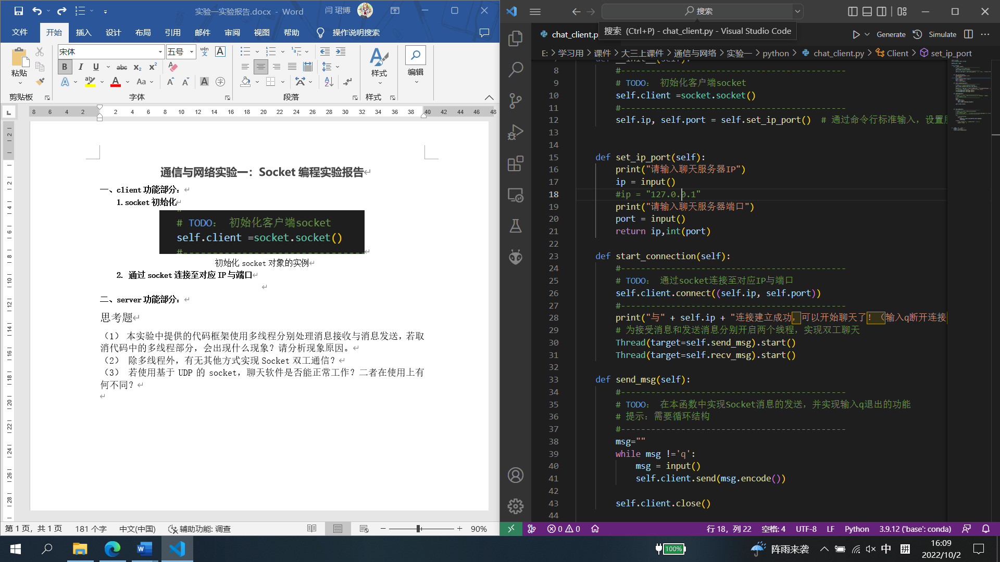 实验一实验报告.docx - Word
闫 珺博
文件 开始 插入 设计 布局 引用 邮件 审阅 视图 帮助 操作说明搜索
宋体 五号
粘贴 样式 编辑
剪贴板 字体 段落 样式
8 6 4 2 2 4 6 8 10 12 14 16 18 20 22 24 26 28 30 32 34 36 38 40 42 44 46 48
通信与网络实验一：Socket 编程实验报告
一、client 功能部分：
1. socket 初始化
# TODO： 初始化客户端socket
self.client =socket.socket()
#------------------------------
初始化 socket 对象的实例
2. 通过 socket 连接至对应 IP 与端口
二、server 功能部分：
思考题
（1） 本实验中提供的代码框架使用多线程分别处理消息接收与消息发送，若取
消代码中的多线程部分，会出现什么现象？请分析现象原因。
（2） 除多线程外，有无其他方式实现 Socket 双工通信？
（3） 若使用基于 UDP 的 socket，聊天软件是否能正常工作？二者在使用上有
何不同？
第 1 页，共 1 页 181 个字 中文(中国) 辅助功能: 调查 90%
搜索
chat_client.p
搜索 (Ctrl+P) - chat_client.py - Visual Studio Code
Generate Simulate
E: > 学习用 > 课件 > 大三上课件 > 通信与网络 > 实验一 > python > chat_client.py > Client > set_ip_port
7 def __init__(self):
8 #---------------------------------------------
9 # TODO： 初始化客户端socket
10 self.client =socket.socket()
11 #---------------------------------------------
12 self.ip, self.port = self.set_ip_port() # 通过命令行标准输入，设置
13
14
15 def set_ip_port(self):
16 print("请输入聊天服务器IP")
17 ip = input()
18 #ip = "127.0.0.1"
19 print("请输入聊天服务器端口")
20 port = input()
21 return ip,int(port)
22
23 def start_connection(self):
24 #---------------------------------------------
25 # TODO： 通过socket连接至对应IP与端口
26 self.client.connect((self.ip, self.port))
27 #---------------------------------------------
28 print("与" + self.ip + "连接建立成功，可以开始聊天了！（输入q断开连接
29 # 为接受消息和发送消息分别开启两个线程，实现双工聊天
30 Thread(target=self.send_msg).start()
31 Thread(target=self.recv_msg).start()
32
33 def send_msg(self):
34 #---------------------------------------------
35 # TODO： 在本函数中实现Socket消息的发送，并实现输入q退出的功能
36 # 提示：需要循环结构
37 #---------------------------------------------
38 msg=""
39 while msg !='q':
40 msg = input()
41 self.client.send(msg.encode())
42
43 self.client.close()
44
0 0 行 18，列 22 空格: 4 UTF-8 LF Python 3.9.12 ('base': conda)
100% 阵雨来袭 中 拼 16:09
2022/10/2